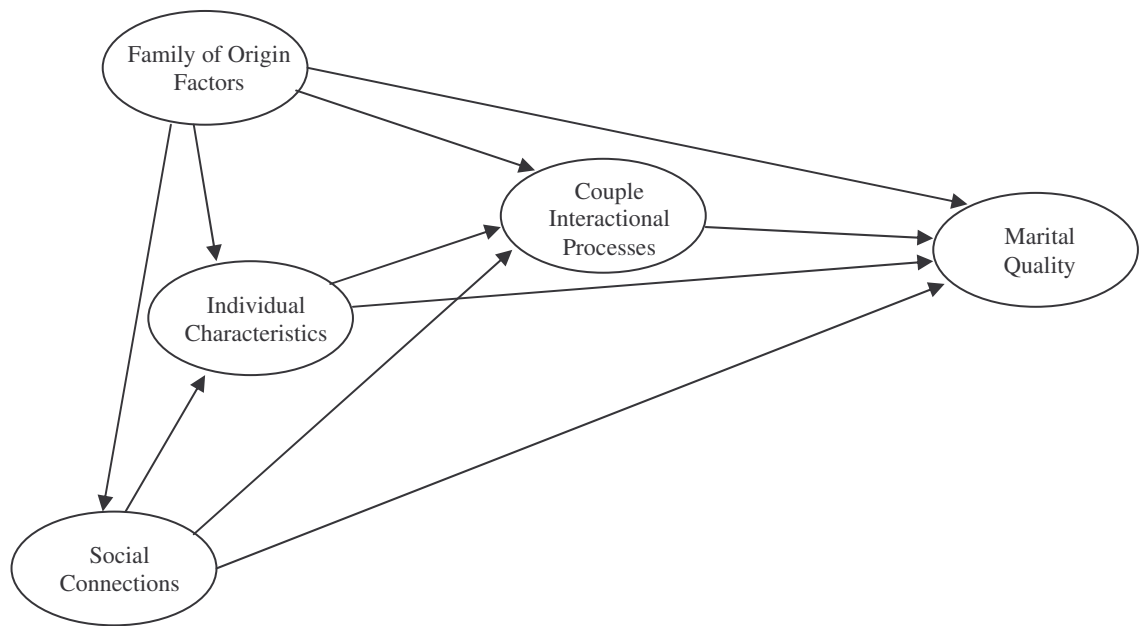 Family of Origin
Factors
Couple
Interactional
Processes
Marital
Quality
Individual
Characteristics
Social
Connections